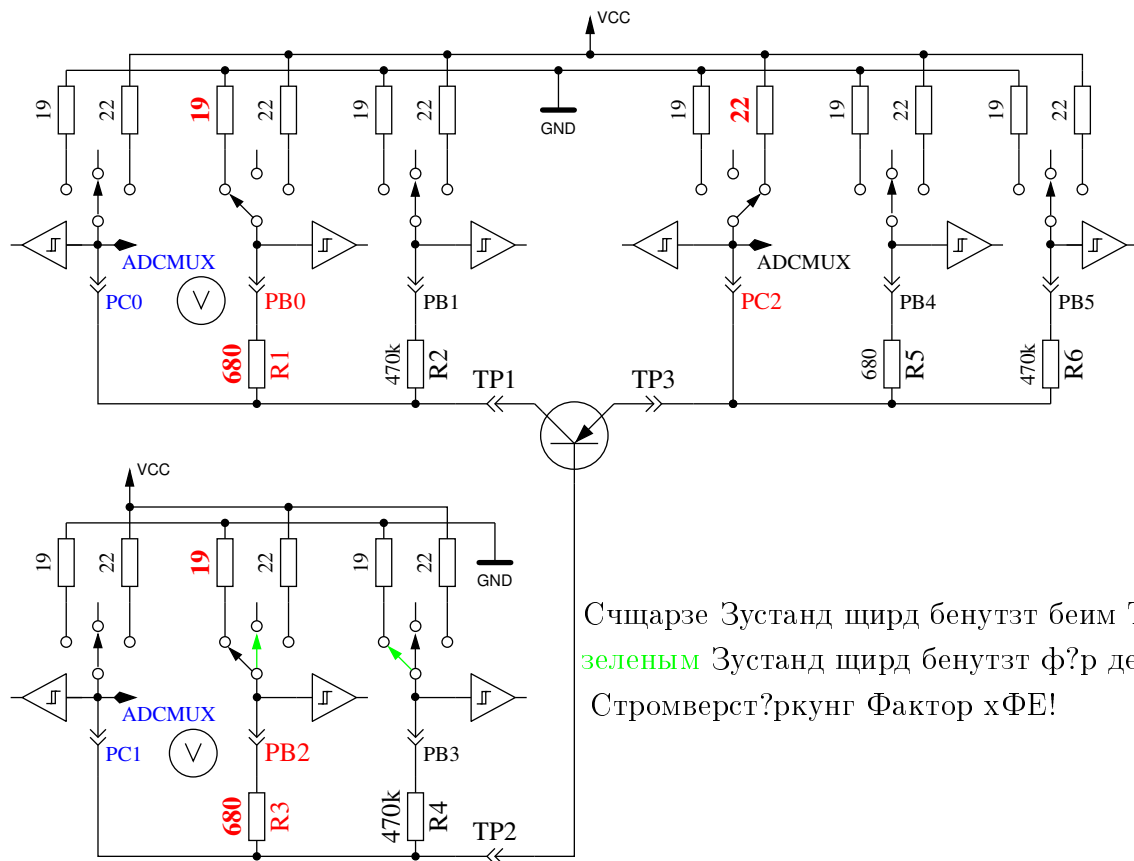 VCC
19 22 19 22 19 22 GND 19 22 19 22 19 22
ADCMUX ADCMUX
PC0 V PB0 PB1 PC2 PB4 PB5
680 R1 470k R2 680 R5 470k R6
TP1 TP3
VCC
19 22 19 22 19 22 GND
Счщарзе Зустанд щирд бенутзт беим Т
зеленым Зустанд щирд бенутзт ф?р де
Стромверст?ркунг Фактор хФЕ!
ADCMUX
PC1 V PB2 PB3
680 R3 470k R4
TP2